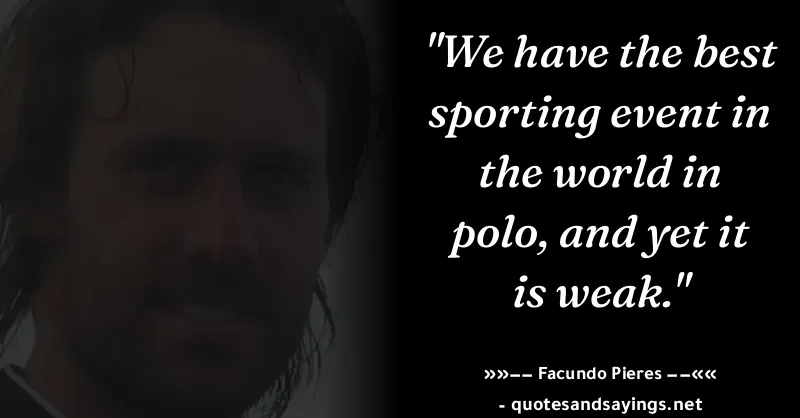 "We have the best
sporting event in
the world in
polo, and yet it
is weak."
»»−− Facundo Pieres −−««
- quotesandsayings.net